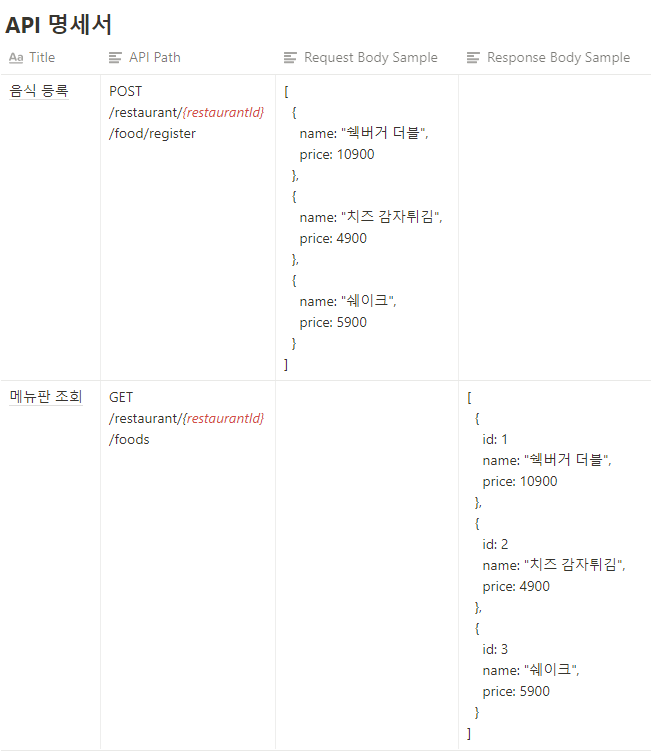 API 명세서
Aa Title
API Path
Request Body Sample
Response Body Sample
음식 등록
POST
/restaurant/{restaurantId}
/food/register
[
{
name: "쉑버거 더블",
price: 10900
},
{
name: "치즈 감자튀김",
price: 4900
},
{
name: "쉐이크",
price: 5900
}
]
메뉴판 조회
GET
/restaurant/{restaurantId}
/foods
[
{
id: 1
name: "쉑버거 더블",
price: 10900
},
{
id: 2
name: "치즈 감자튀김",
price: 4900
},
{
id: 3
name: "쉐이크",
price: 5900
}
]